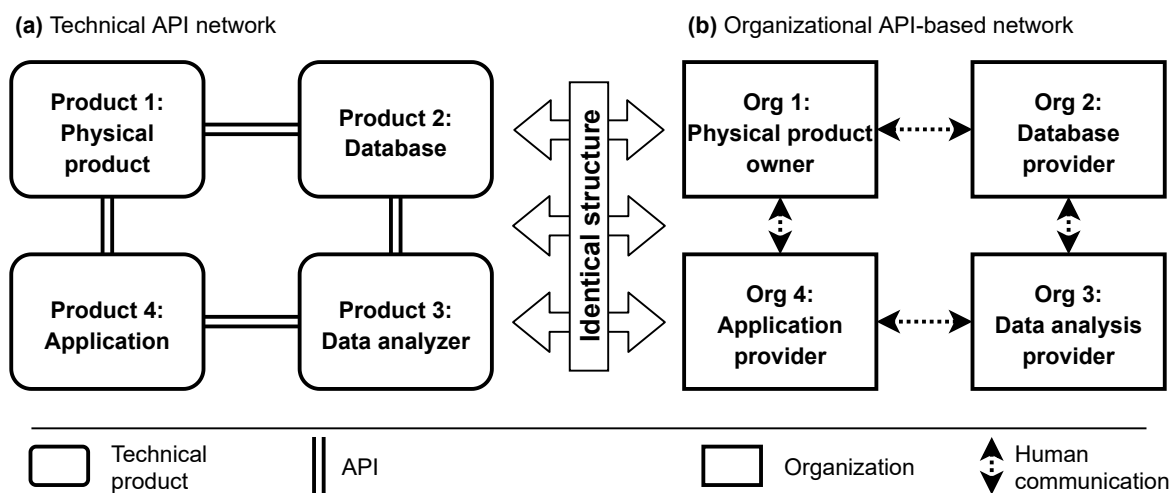 (a) Technical API network
Product 1:
Physical
product
Product 2:
Database
Product 4:
Application
Product 3:
Data analyzer
Identical structure
(b) Organizational API-based network
Org 1:
Physical product
owner
Org 2:
Database
provider
Org 4:
Application
provider
Org 3:
Data analysis
provider
Technical
product
API
Organization
Human
communication